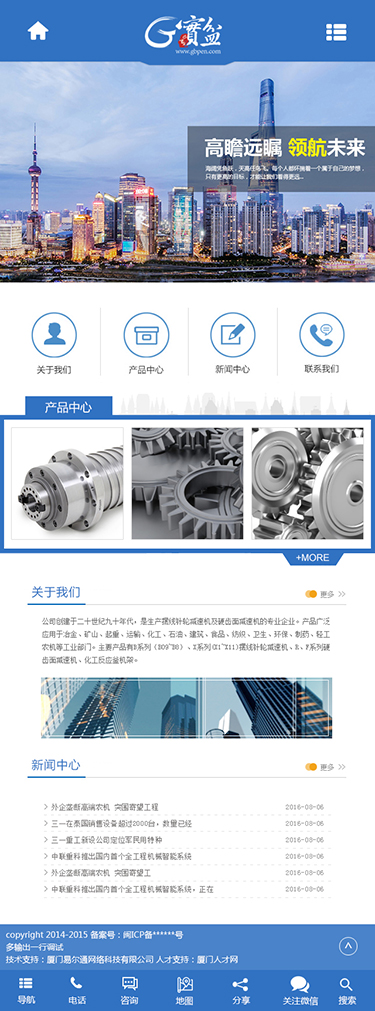 G寳盆
www.gbpen.com
高瞻远瞩 领航未来
海阔凭鱼跃，天高任鸟飞。每个人都怀揣着一个属于自己的梦想，
只有更高的目标，才能让我们看得更远...
关于我们
产品中心
新闻中心
联系我们
产品中心
+MORE
关于我们
更多 >>
公司创建于二十世纪九十年代，是生产摆线针轮减速机及硬齿面减速机的专业企业。产品广泛
应用于冶金、矿山、起重、运输、化工、石油、建筑、食品、纺织、卫生、环保、制药、轻工
农机等工业部门。主要产品有B系列
摆线针轮减速机、R、P系列硬
齿面减速机、化工反应釜机架。
新闻中心
更多 >>
外企垄断高端农机 突围寄望工程 2016-08-06
三一在泰国销售设备超过2000台，数量已经 2016-08-06
三一重工新设公司定位军民用特种 2016-08-06
中联重科推出国内首个全工程机械智能系统 2016-08-06
外企垄断高端农机 突围寄望工 2016-08-06
中联重科推出国内首个全工程机械智能系统，正在 2016-08-06
copyright 2014-2015 备案号：闽ICP备******号
多输出一行调试
技术支持：厦门易尔通网络科技有限公司 人才支持：厦门人才网
导航
电话
咨询
地图
分享
关注微信
搜索